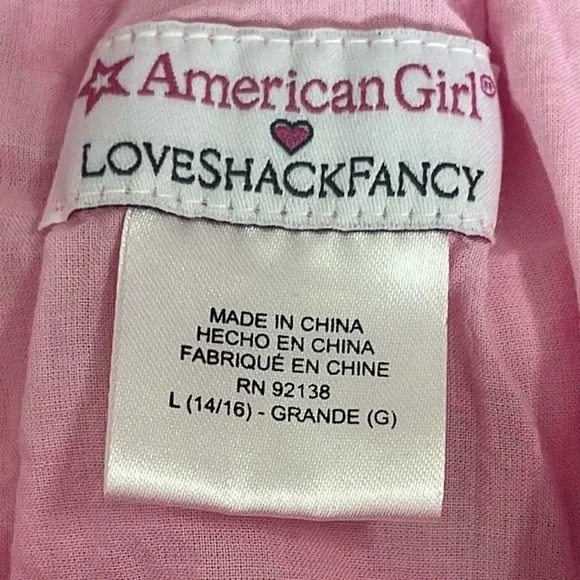 American Girl®
LOVESHACKFANCY
MADE IN CHINA
HECHO EN CHINA
FABRIQUÉ EN CHINE
RN 92138
L (14/16) - GRANDE (G)